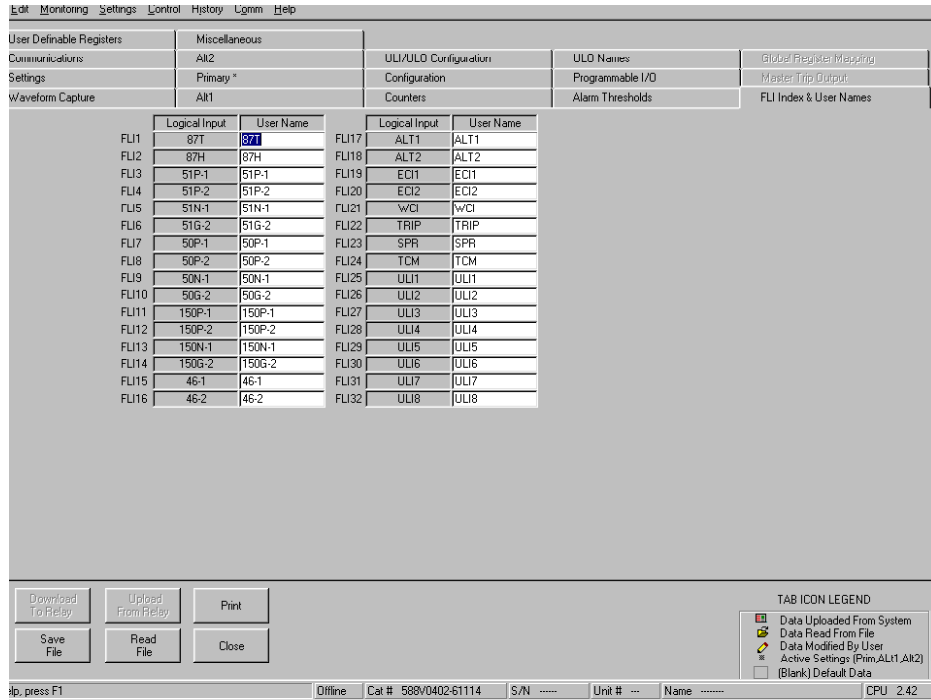 Edit Monitoring Settings Control History Comm Help
User Definable Registers Miscellaneous
Communications Alt2 ULI/ULO Configuration ULO Names Global Register Mapping
Settings Primary * Configuration Programmable I/O Master Trip Output
Waveform Capture Alt1 Counters Alarm Thresholds FLI Index & User Names
Logical Input User Name Logical Input User Name
FLI1 87T 87T FLI17 ALT1 ALT1
FLI2 87H 87H FLI18 ALT2 ALT2
FLI3 51P-1 51P-1 FLI19 ECI1 ECI1
FLI4 51P-2 51P-2 FLI20 ECI2 ECI2
FLI5 51N-1 51N-1 FLI21 WCI WCI
FLI6 51G-2 51G-2 FLI22 TRIP TRIP
FLI7 50P-1 50P-1 FLI23 SPR SPR
FLI8 50P-2 50P-2 FLI24 TCM TCM
FLI9 50N-1 50N-1 FLI25 ULI1 ULI1
FLI10 50G-2 50G-2 FLI26 ULI2 ULI2
FLI11 150P-1 150P-1 FLI27 ULI3 ULI3
FLI12 150P-2 150P-2 FLI28 ULI4 ULI4
FLI13 150N-1 150N-1 FLI29 ULI5 ULI5
FLI14 150G-2 150G-2 FLI30 ULI6 ULI6
FLI15 46-1 46-1 FLI31 ULI7 ULI7
FLI16 46-2 46-2 FLI32 ULI8 ULI8
Download To Relay
Upload From Relay
Print
Save File
Read File
Close
TAB ICON LEGEND
Data Uploaded From System
Data Read From File
Data Modified By User
* Active Settings (Prim,ALt1,Alt2)
(Blank) Default Data
elp, press F1 Offline Cat # 588V0402-61114 S/N ------ Unit # --- Name -------- CPU 2.42